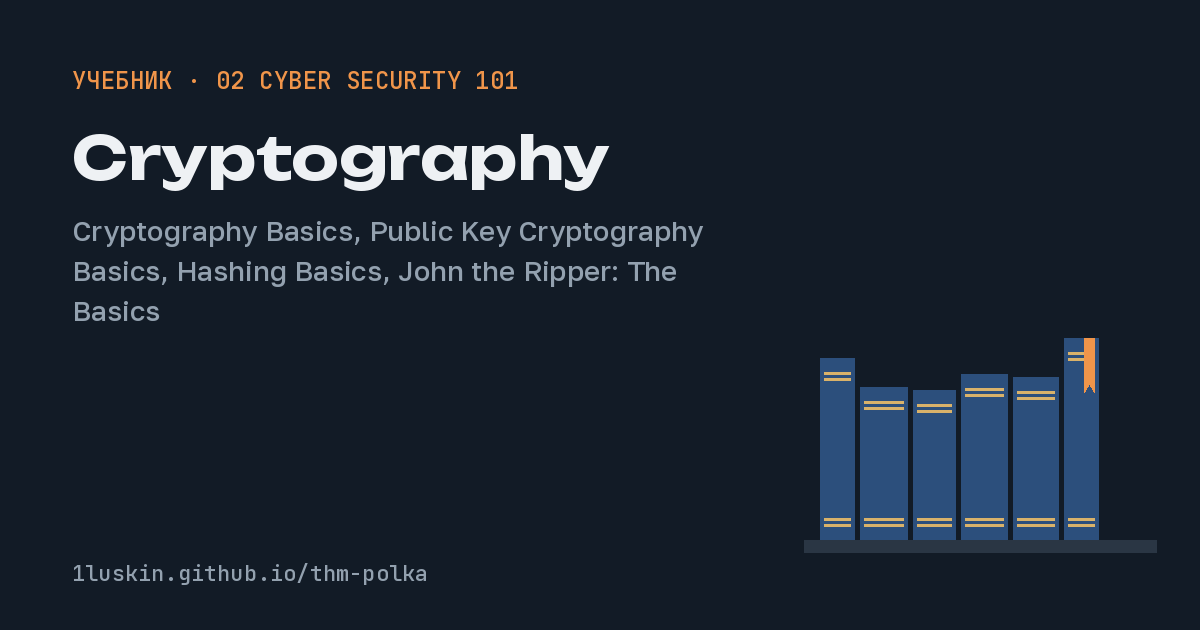 УЧЕБНИК · 02 CYBER SECURITY 101
Cryptography
Cryptography Basics, Public Key Cryptography
Basics, Hashing Basics, John the Ripper: The
Basics
1luskin.github.io/thm-polka